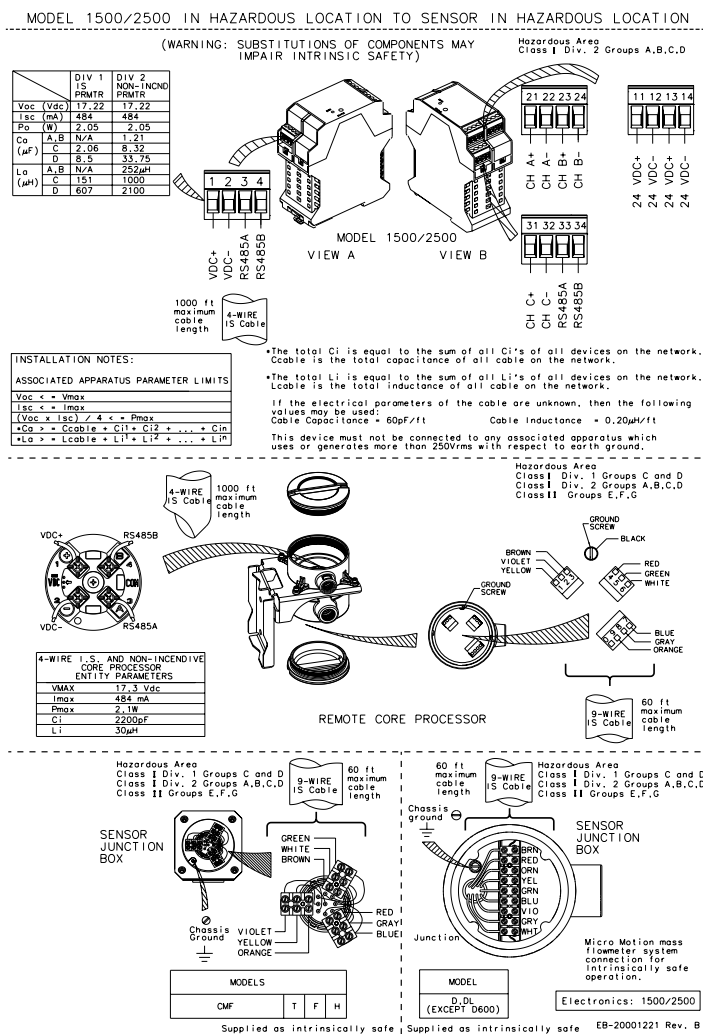 MODEL 1500/2500 IN HAZARDOUS LOCATION TO SENSOR IN HAZARDOUS LOCATION
(WARNING: SUBSTITUTIONS OF COMPONENTS MAY
IMPAIR INTRINSIC SAFETY)
Hazardous Area
Class I Div. 2 Groups A,B,C,D
DIV 1 IS PRMTR DIV 2 NON-INCND PRMTR
Voc (Vdc) 17.22 17.22
Isc (mA) 484 484
Po (W) 2.05 2.05
Ca (µF) A,B N/A 1.21
C 2.06 8.32
D 8.5 33.75
La (µH) A,B N/A 252µH
C 151 1000
D 607 2100
1 2 3 4
VDC+
VDC-
RS485A
RS485B
21 22 23 24
CH A+
CH A-
CH B+
CH B-
11 12 13 14
24 VDC+
24 VDC-
24 VDC+
24 VDC-
31 32 33 34
CH C+
CH C-
RS485A
RS485B
MODEL 1500/2500
VIEW A VIEW B
1000 ft
maximum
cable
length
4-WIRE
IS Cable
INSTALLATION NOTES:
ASSOCIATED APPARATUS PARAMETER LIMITS
Voc < = Vmax
Isc < = Imax
(Voc x Isc) / 4 < = Pmax
*Ca > = Ccable + Ci1 + Ci2 + ... + Cin
*La > = Lcable + Li1 + Li2 + ... + Lin
*The total Ci is equal to the sum of all Ci's of all devices on the network.
Ccable is the total capacitance of all cable on the network.
*The total Li is equal to the sum of all Li's of all devices on the network.
Lcable is the total inductance of all cable on the network.
If the electrical parameters of the cable are unknown, then the following
values may be used:
Cable Capacitance = 60pF/ft Cable Inductance = 0.20µH/ft
This device must not be connected to any associated apparatus which
uses or generates more than 250Vrms with respect to earth ground.
Hazardous Area
Class I Div. 1 Groups C and D
Class I Div. 2 Groups A,B,C,D
Class II Groups E,F,G
4-WIRE
IS Cable
1000 ft
maximum
cable
length
VDC+
RS485B
VDC-
RS485A
GROUND
SCREW
BLACK
BROWN
VIOLET
YELLOW
RED
GREEN
WHITE
GROUND
SCREW
BLUE
GRAY
ORANGE
4-WIRE I.S. AND NON-INCENDIVE
CORE PROCESSOR
ENTITY PARAMETERS
VMAX 17.3 Vdc
Imax 484 mA
Pmax 2.1W
Ci 2200pF
Li 30µH
REMOTE CORE PROCESSOR
9-WIRE
IS Cable
60 ft
maximum
cable
length
Hazardous Area
Class I Div. 1 Groups C and D
Class I Div. 2 Groups A,B,C,D
Class II Groups E,F,G
9-WIRE
IS Cable
60 ft
maximum
cable
length
SENSOR
JUNCTION
BOX
GREEN
WHITE
BROWN
RED
GRAY
BLUE
VIOLET
YELLOW
ORANGE
Chassis
Ground
MODELS
CMF T F H
Supplied as intrinsically safe
60 ft
maximum
cable
length
9-WIRE
IS Cable
Hazardous Area
Class I Div. 1 Groups C and D
Class I Div. 2 Groups A,B,C,D
Class II Groups E,F,G
Chassis
ground
SENSOR
JUNCTION
BOX
BRN
RED
ORN
YEL
GRN
BLU
VIO
GRY
WHT
Junction
Micro Motion mass
flowmeter system
connection for
Intrinsically safe
operation.
MODEL
D,DL
(EXCEPT D600)
Electronics: 1500/2500
Supplied as intrinsically safe
EB-20001221 Rev. B